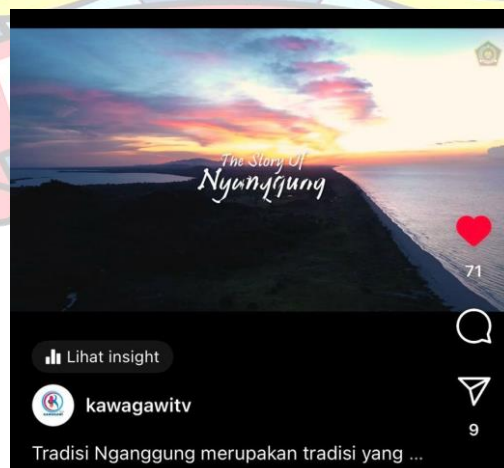 The Story Of
Nyanggung
71
Lihat insight
kawagawitv
9
Tradisi Nganggung merupakan tradisi yang ...